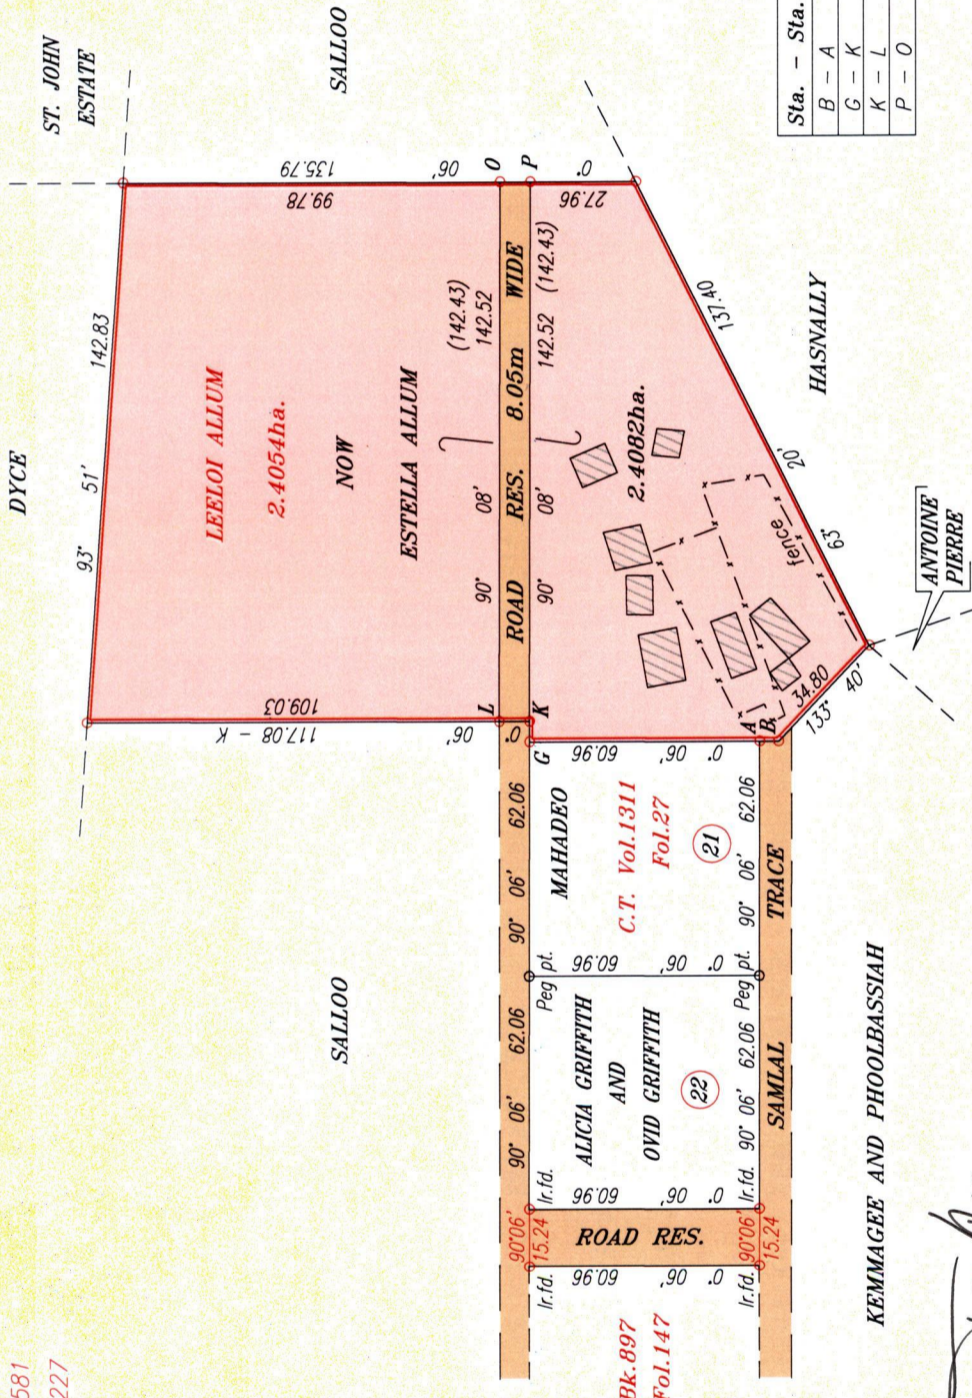 581
227
DYCE
ST. JOHN
ESTATE
SALLOO
93° 51' 142.83
LEELOI ALLUM
2.4054ha.
NOW
ESTELLA ALLUM
117.08 - K
109.03
0° 06'
135.79
99.78
06'
(142.43)
90° 08' 142.52
L
O
ROAD RES. 8.05m WIDE
K
P
90° 08' 142.52 (142.43)
2.4082ha.
0°
27.96
fence
63° 20' 137.40
HASNALLY
133° 40'
34.80
ANTOINE
PIERRE
SALLOO
90° 06' 62.06
90° 06' 62.06
G
A
B
90°06'
15.24
Ir.fd.
Ir.fd.
Peg pt.
MAHADEO
C.T. Vol.1311
Fol.27
21
0° 06' 60.96
0° 06' 60.96
ALICIA GRIFFITH
AND
OVID GRIFFITH
22
0° 06' 60.96
ROAD RES.
0° 06' 60.96
Bk.897
Fol.147
Ir.fd.
90°06'
15.24
Ir.fd.
90° 06' 62.06
Peg pt.
90° 06' 62.06
SAMLAL TRACE
KEMMAGEE AND PHOOLBASSIAH
Sta. - Sta.
B - A
G - K
K - L
P - O